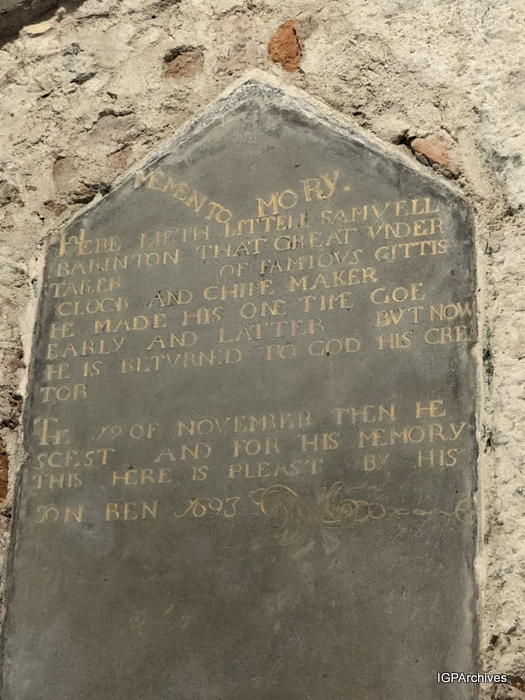 MEMENTO MORY.
HERE LIETH LITTELL SAMVELL
BARINTON THAT GREAT VNDER
TAKER OF FAMIOVS CITTIS
CLOCK AND CHIME MAKER
HE MADE HIS ONE TIME GOE
EARLY AND LATTER BVT NOW
HE IS RETVRNED TO GOD HIS CRE
TOR
THE 19 OF NOVEMBER THEN HE
SCEST AND FOR HIS MEMORY
THIS HERE IS PLEAST BY HIS
SON BEN 1693
IGPArchives